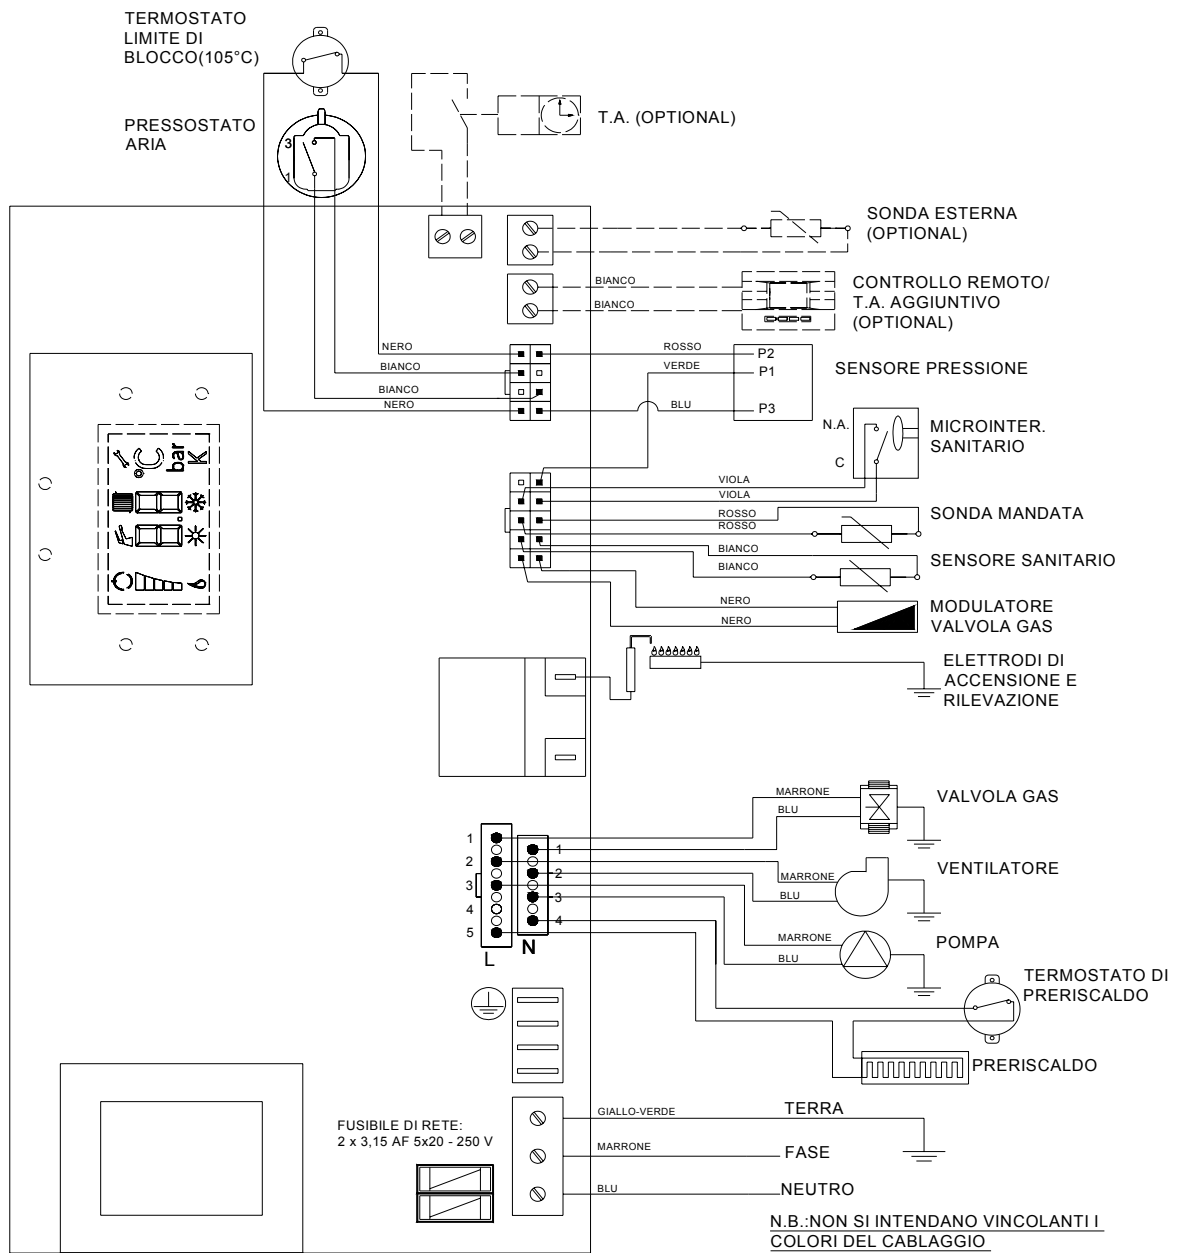 TERMOSTATO
LIMITE DI
BLOCCO(105°C)
PRESSOSTATO
ARIA
3
1
T.A. (OPTIONAL)
SONDA ESTERNA
(OPTIONAL)
BIANCO
BIANCO
CONTROLLO REMOTO/
T.A. AGGIUNTIVO
(OPTIONAL)
NERO
BIANCO
BIANCO
NERO
ROSSO
VERDE
BLU
P2
P1
P3
SENSORE PRESSIONE
N.A.
C
MICROINTER.
SANITARIO
°C
bar
K
VIOLA
VIOLA
ROSSO
ROSSO
SONDA MANDATA
BIANCO
BIANCO
SENSORE SANITARIO
NERO
NERO
MODULATORE
VALVOLA GAS
ELETTRODI DI
ACCENSIONE E
RILEVAZIONE
MARRONE
BLU
VALVOLA GAS
1
2
3
4
5
L
1
2
3
4
N
MARRONE
BLU
VENTILATORE
MARRONE
BLU
POMPA
TERMOSTATO DI
PRERISCALDO
PRERISCALDO
FUSIBILE DI RETE:
2 x 3,15 AF 5x20 - 250 V
GIALLO-VERDE
TERRA
MARRONE
FASE
BLU
NEUTRO
N.B.:NON SI INTENDANO VINCOLANTI I
COLORI DEL CABLAGGIO